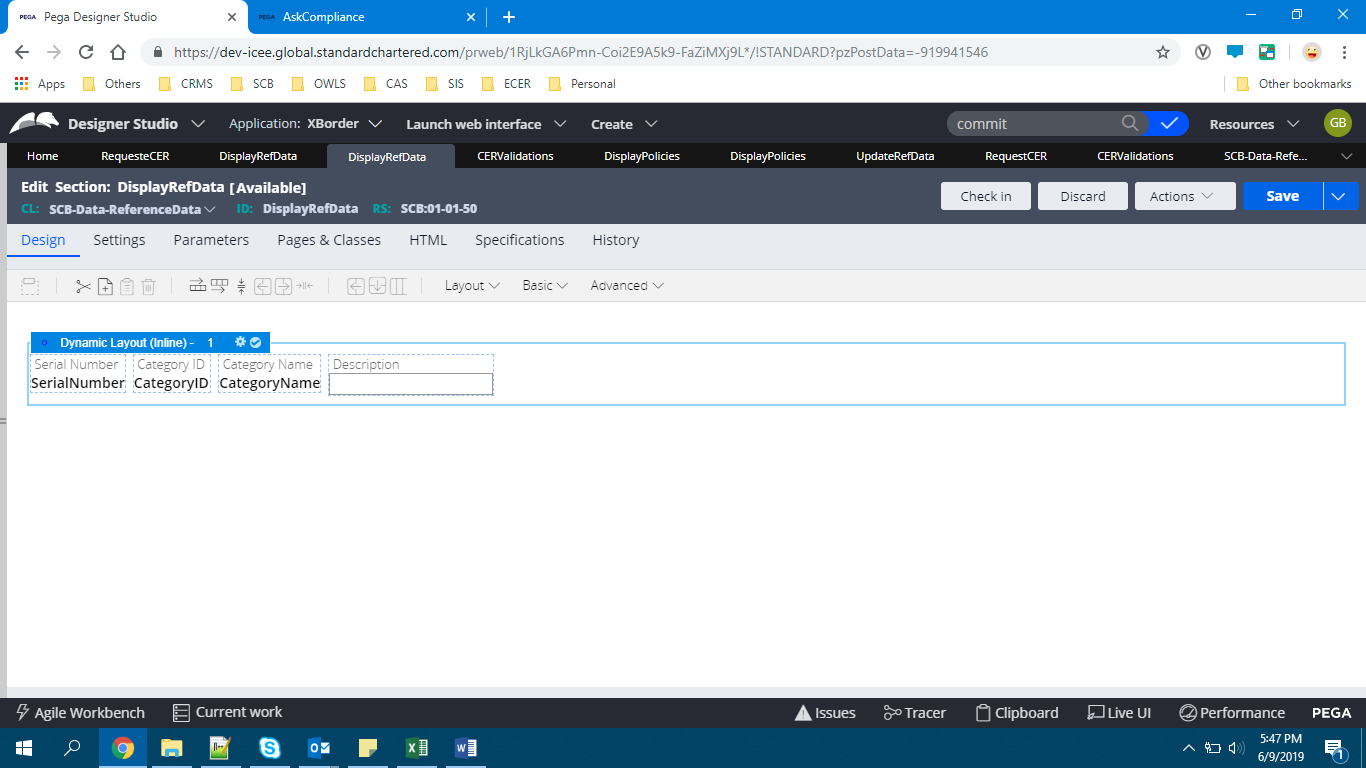 PEGA Pega Designer Studio
PEGA AskCompliance
https://dev-icee.global.standardchartered.com/prweb/1RjLkGA6Pmn-Coi2E9A5k9-FaZiMXj9L*/!STANDARD?pzPostData=-919941546
Apps Others CRMS SCB OWLS CAS SIS ECER Personal Other bookmarks
Designer Studio Application: XBorder Launch web interface Create commit Resources GB
Home RequesteCER DisplayRefData DisplayRefData CERValidations DisplayPolicies DisplayPolicies UpdateRefData RequestCER CERValidations SCB-Data-Refe...
Edit Section: DisplayRefData [Available]
CL: SCB-Data-ReferenceData ID: DisplayRefData RS: SCB:01-01-50
Check in Discard Actions Save
Design Settings Parameters Pages & Classes HTML Specifications History
Layout Basic Advanced
Dynamic Layout (Inline) - 1
Serial Number Category ID Category Name Description
SerialNumber CategoryID CategoryName
Agile Workbench Current work Issues Tracer Clipboard Live UI Performance PEGA
5:47 PM
6/9/2019
1